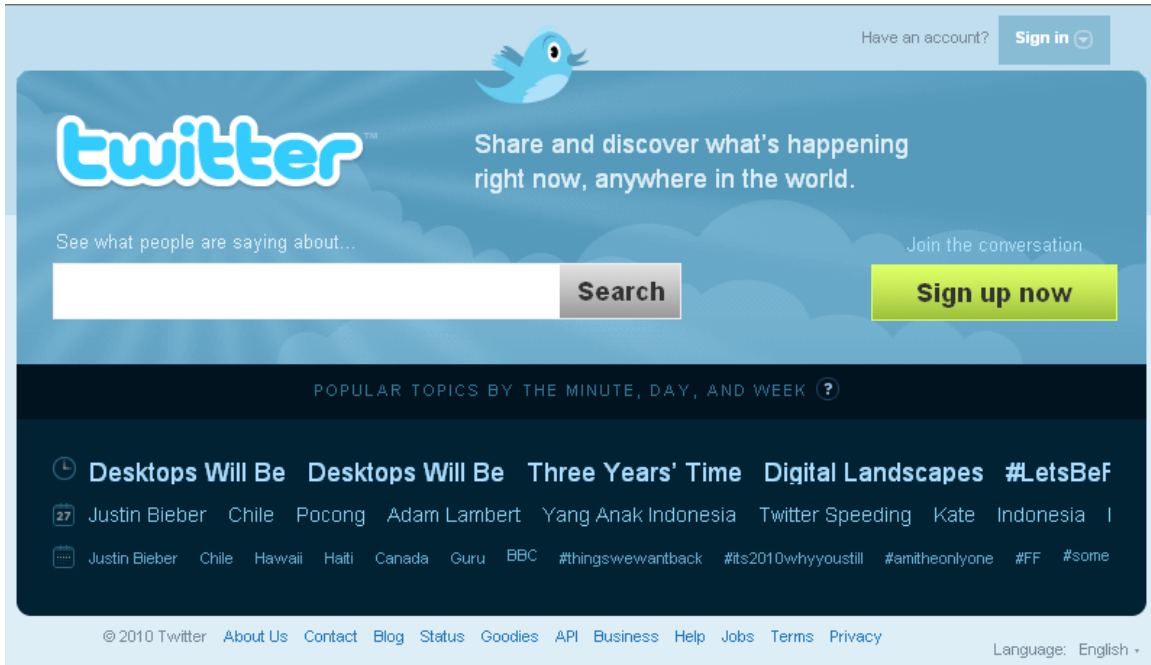 Have an account? Sign in
twitter™
Share and discover what's happening
right now, anywhere in the world.
See what people are saying about...
Search
Join the conversation
Sign up now
POPULAR TOPICS BY THE MINUTE, DAY, AND WEEK ?
Desktops Will Be Desktops Will Be Three Years' Time Digital Landscapes #LetsBeF
27 Justin Bieber Chile Pocong Adam Lambert Yang Anak Indonesia Twitter Speeding Kate Indonesia
Justin Bieber Chile Hawaii Haiti Canada Guru BBC #thingswewantback #its2010whyyoustill #amitheonlyone #FF #some
© 2010 Twitter About Us Contact Blog Status Goodies API Business Help Jobs Terms Privacy
Language: English